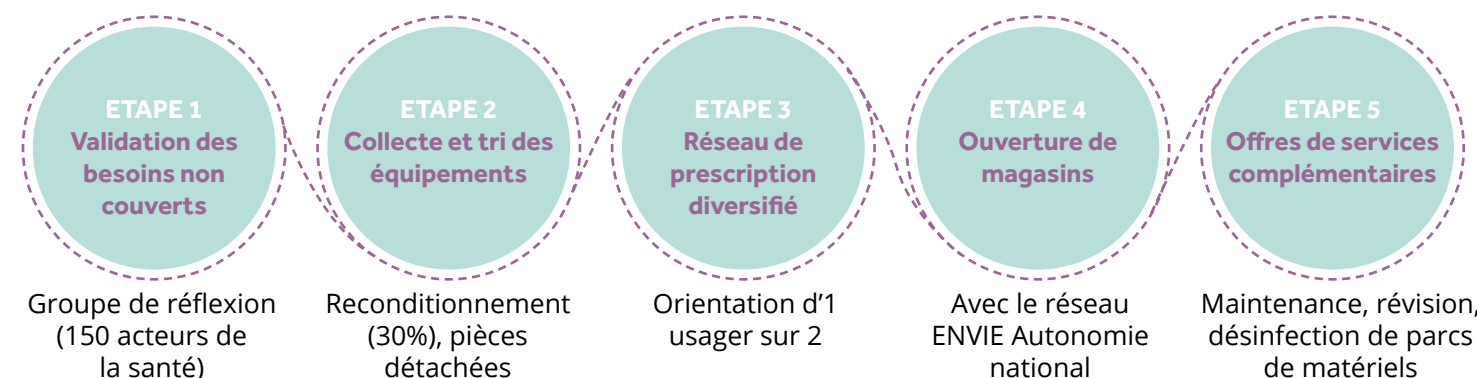 ETAPE 1
Validation des
besoins non
couverts
Groupe de réflexion
(150 acteurs de
la santé)
ETAPE 2
Collecte et tri des
équipements
Reconditionnement
(30%), pièces
détachées
ETAPE 3
Réseau de
prescription
diversifié
Orientation d’1
usager sur 2
ETAPE 4
Ouverture de
magasins
Avec le réseau
ENVIE Autonomie
national
ETAPE 5
Offres de services
complémentaires
Maintenance, révision,
désinfection de parcs
de matériels